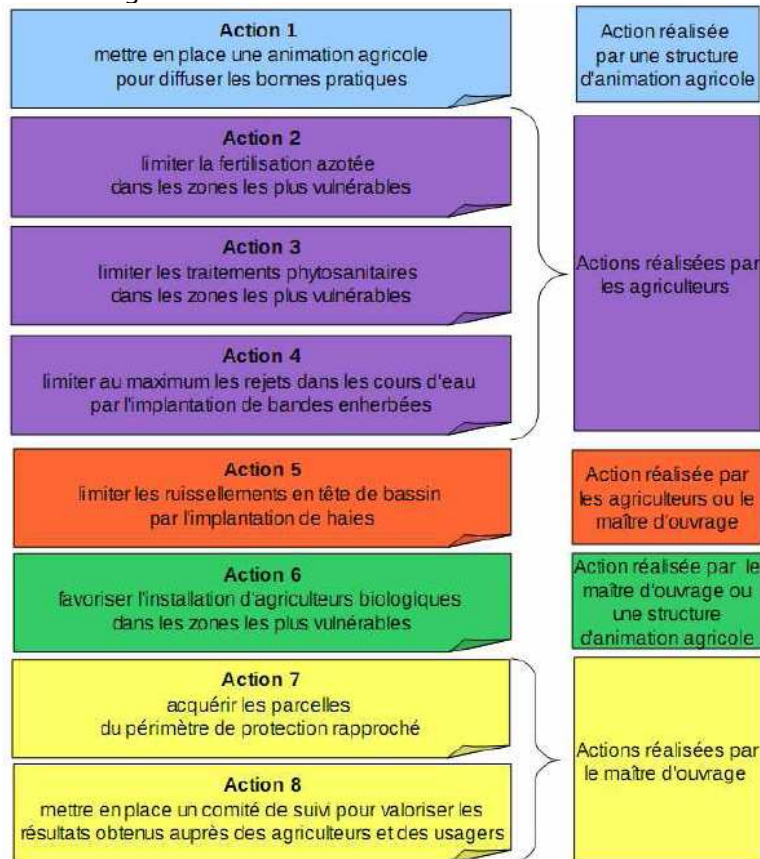 Action 1
mettre en place une animation agricole
pour diffuser les bonnes pratiques
Action réalisée
par une structure
d'animation agricole
Action 2
limiter la fertilisation azotée
dans les zones les plus vulnérables
Action 3
limiter les traitements phytosanitaires
dans les zones les plus vulnérables
Action 4
limiter au maximum les rejets dans les cours d'eau
par l'implantation de bandes enherbées
Actions réalisées par
les agriculteurs
Action 5
limiter les ruissellements en tête de bassin
par l'implantation de haies
Action réalisée par
les agriculteurs ou le
maître d'ouvrage
Action 6
favoriser l'installation d'agriculteurs biologiques
dans les zones les plus vulnérables
Action réalisée par le
maître d'ouvrage ou
une structure
d'animation agricole
Action 7
acquérir les parcelles
du périmètre de protection rapproché
Action 8
mettre en place un comité de suivi pour valoriser les
résultats obtenus auprès des agriculteurs et des usagers
Actions réalisées par
le maître d'ouvrage